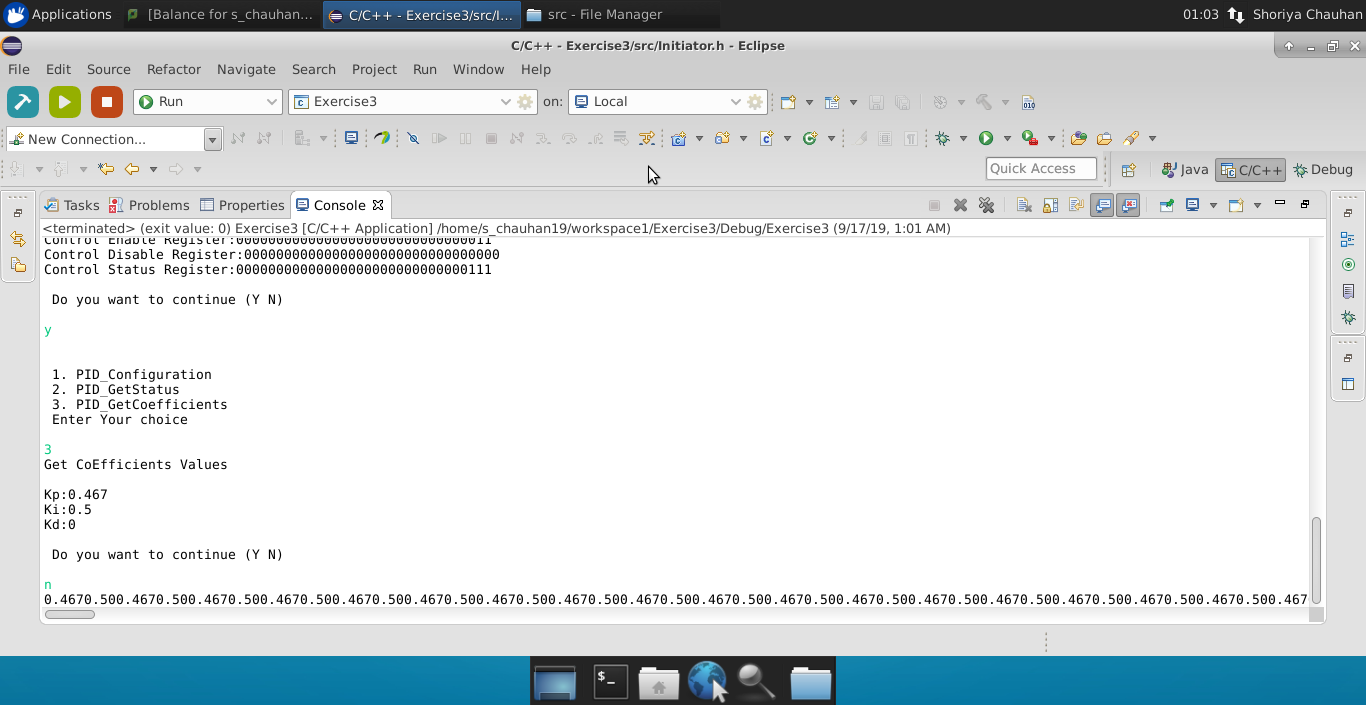 Applications
[Balance for s_chauhan...
C/C++ - Exercise3/src/I...
src - File Manager
01:03
Shoriya Chauhan
C/C++ - Exercise3/src/Initiator.h - Eclipse
File Edit Source Refactor Navigate Search Project Run Window Help
Run
Exercise3
on:
Local
010
New Connection...
Quick Access
Java
C/C++
Debug
Tasks
Problems
Properties
Console
<terminated> (exit value: 0) Exercise3 [C/C++ Application] /home/s_chauhan19/workspace1/Exercise3/Debug/Exercise3 (9/17/19, 1:01 AM)
Control Enable Register:00000000000000000000000000000011
Control Disable Register:00000000000000000000000000000000
Control Status Register:00000000000000000000000000000111
Do you want to continue (Y N)
y
1. PID_Configuration
2. PID_GetStatus
3. PID_GetCoefficients
Enter Your choice
3
Get CoEfficients Values
Kp:0.467
Ki:0.5
Kd:0
Do you want to continue (Y N)
n
0.4670.500.4670.500.4670.500.4670.500.4670.500.4670.500.4670.500.4670.500.4670.500.4670.500.4670.500.4670.500.4670.500.4670.500.467
$_